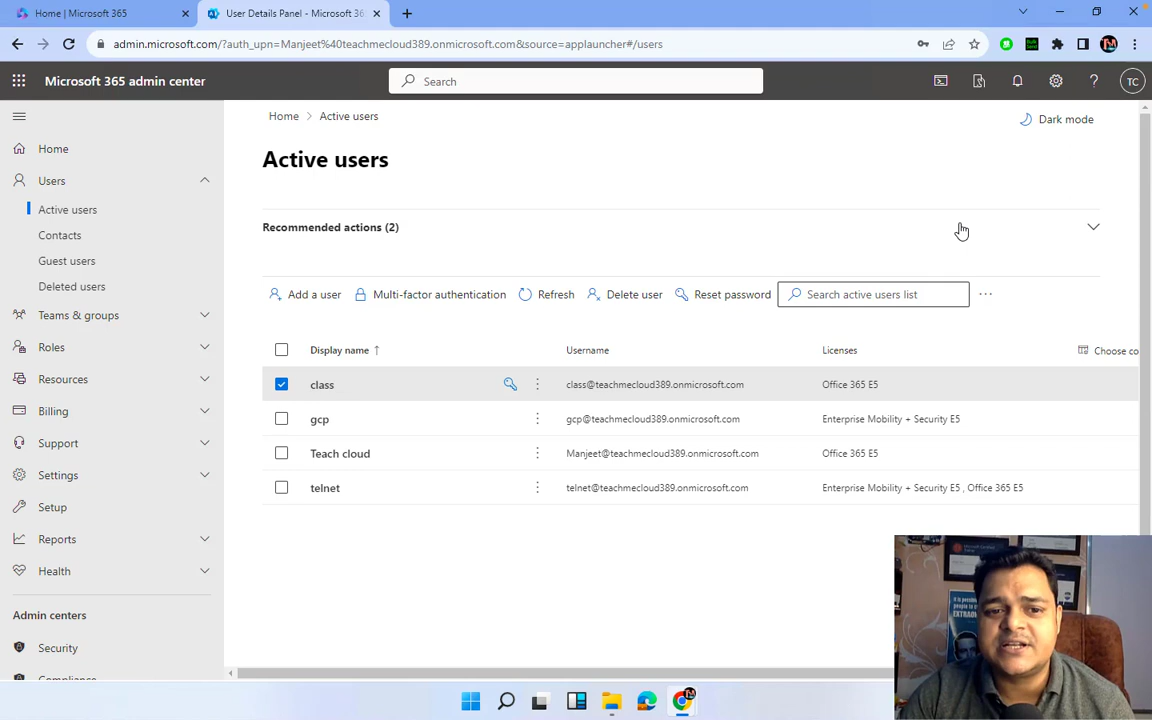 Home | Microsoft 365
User Details Panel - Microsoft 36
admin.microsoft.com/?auth_upn=Manjeet%40teachmecloud389.onmicrosoft.com&source=applauncher#/users
Microsoft 365 admin center
Search
TC
Home > Active users
Dark mode
Active users
Recommended actions (2)
Add a user
Multi-factor authentication
Refresh
Delete user
Reset password
Search active users list
Display name ↑
Username
Licenses
Choose co
class
class@teachmecloud389.onmicrosoft.com
Office 365 E5
gcp
gcp@teachmecloud389.onmicrosoft.com
Enterprise Mobility + Security E5
Teach cloud
Manjeet@teachmecloud389.onmicrosoft.com
Office 365 E5
telnet
telnet@teachmecloud389.onmicrosoft.com
Enterprise Mobility + Security E5 , Office 365 E5
Home
Users
Active users
Contacts
Guest users
Deleted users
Teams & groups
Roles
Resources
Billing
Support
Settings
Setup
Reports
Health
Admin centers
Security
Compliance